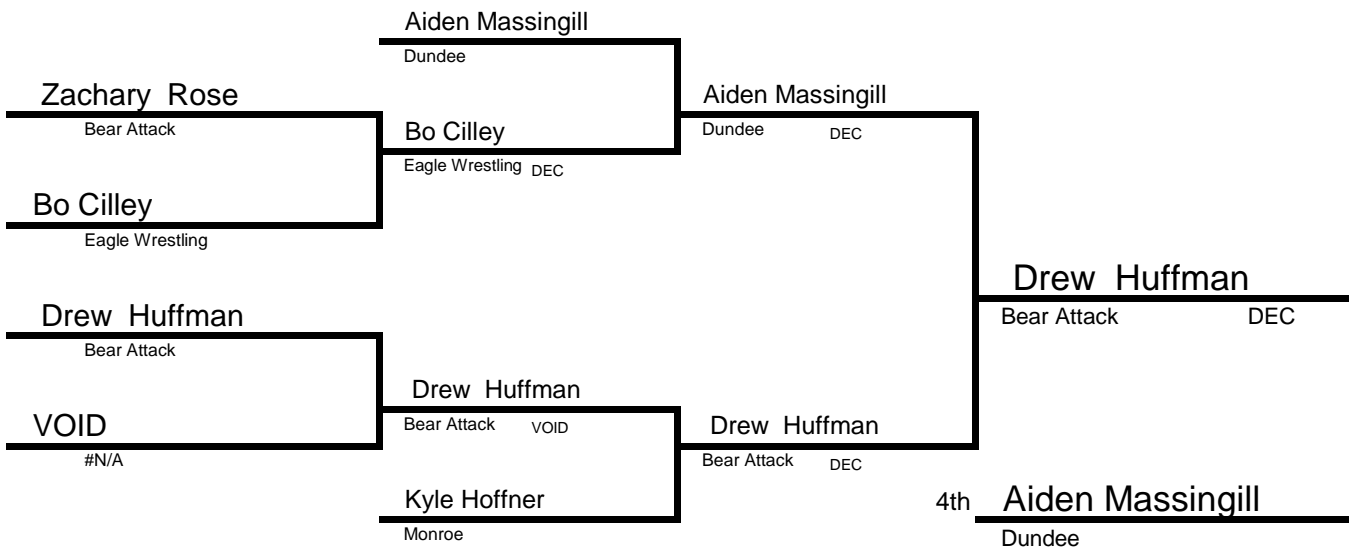 Aiden Massingill
Dundee
Zachary Rose
Bear Attack
Aiden Massingill
Dundee DEC
Bo Cilley
Eagle Wrestling DEC
Bo Cilley
Eagle Wrestling
Drew Huffman
Bear Attack DEC
Drew Huffman
Bear Attack
Drew Huffman
Bear Attack VOID
VOID
#N/A
Drew Huffman
Bear Attack DEC
Kyle Hoffner
Monroe
4th Aiden Massingill
Dundee